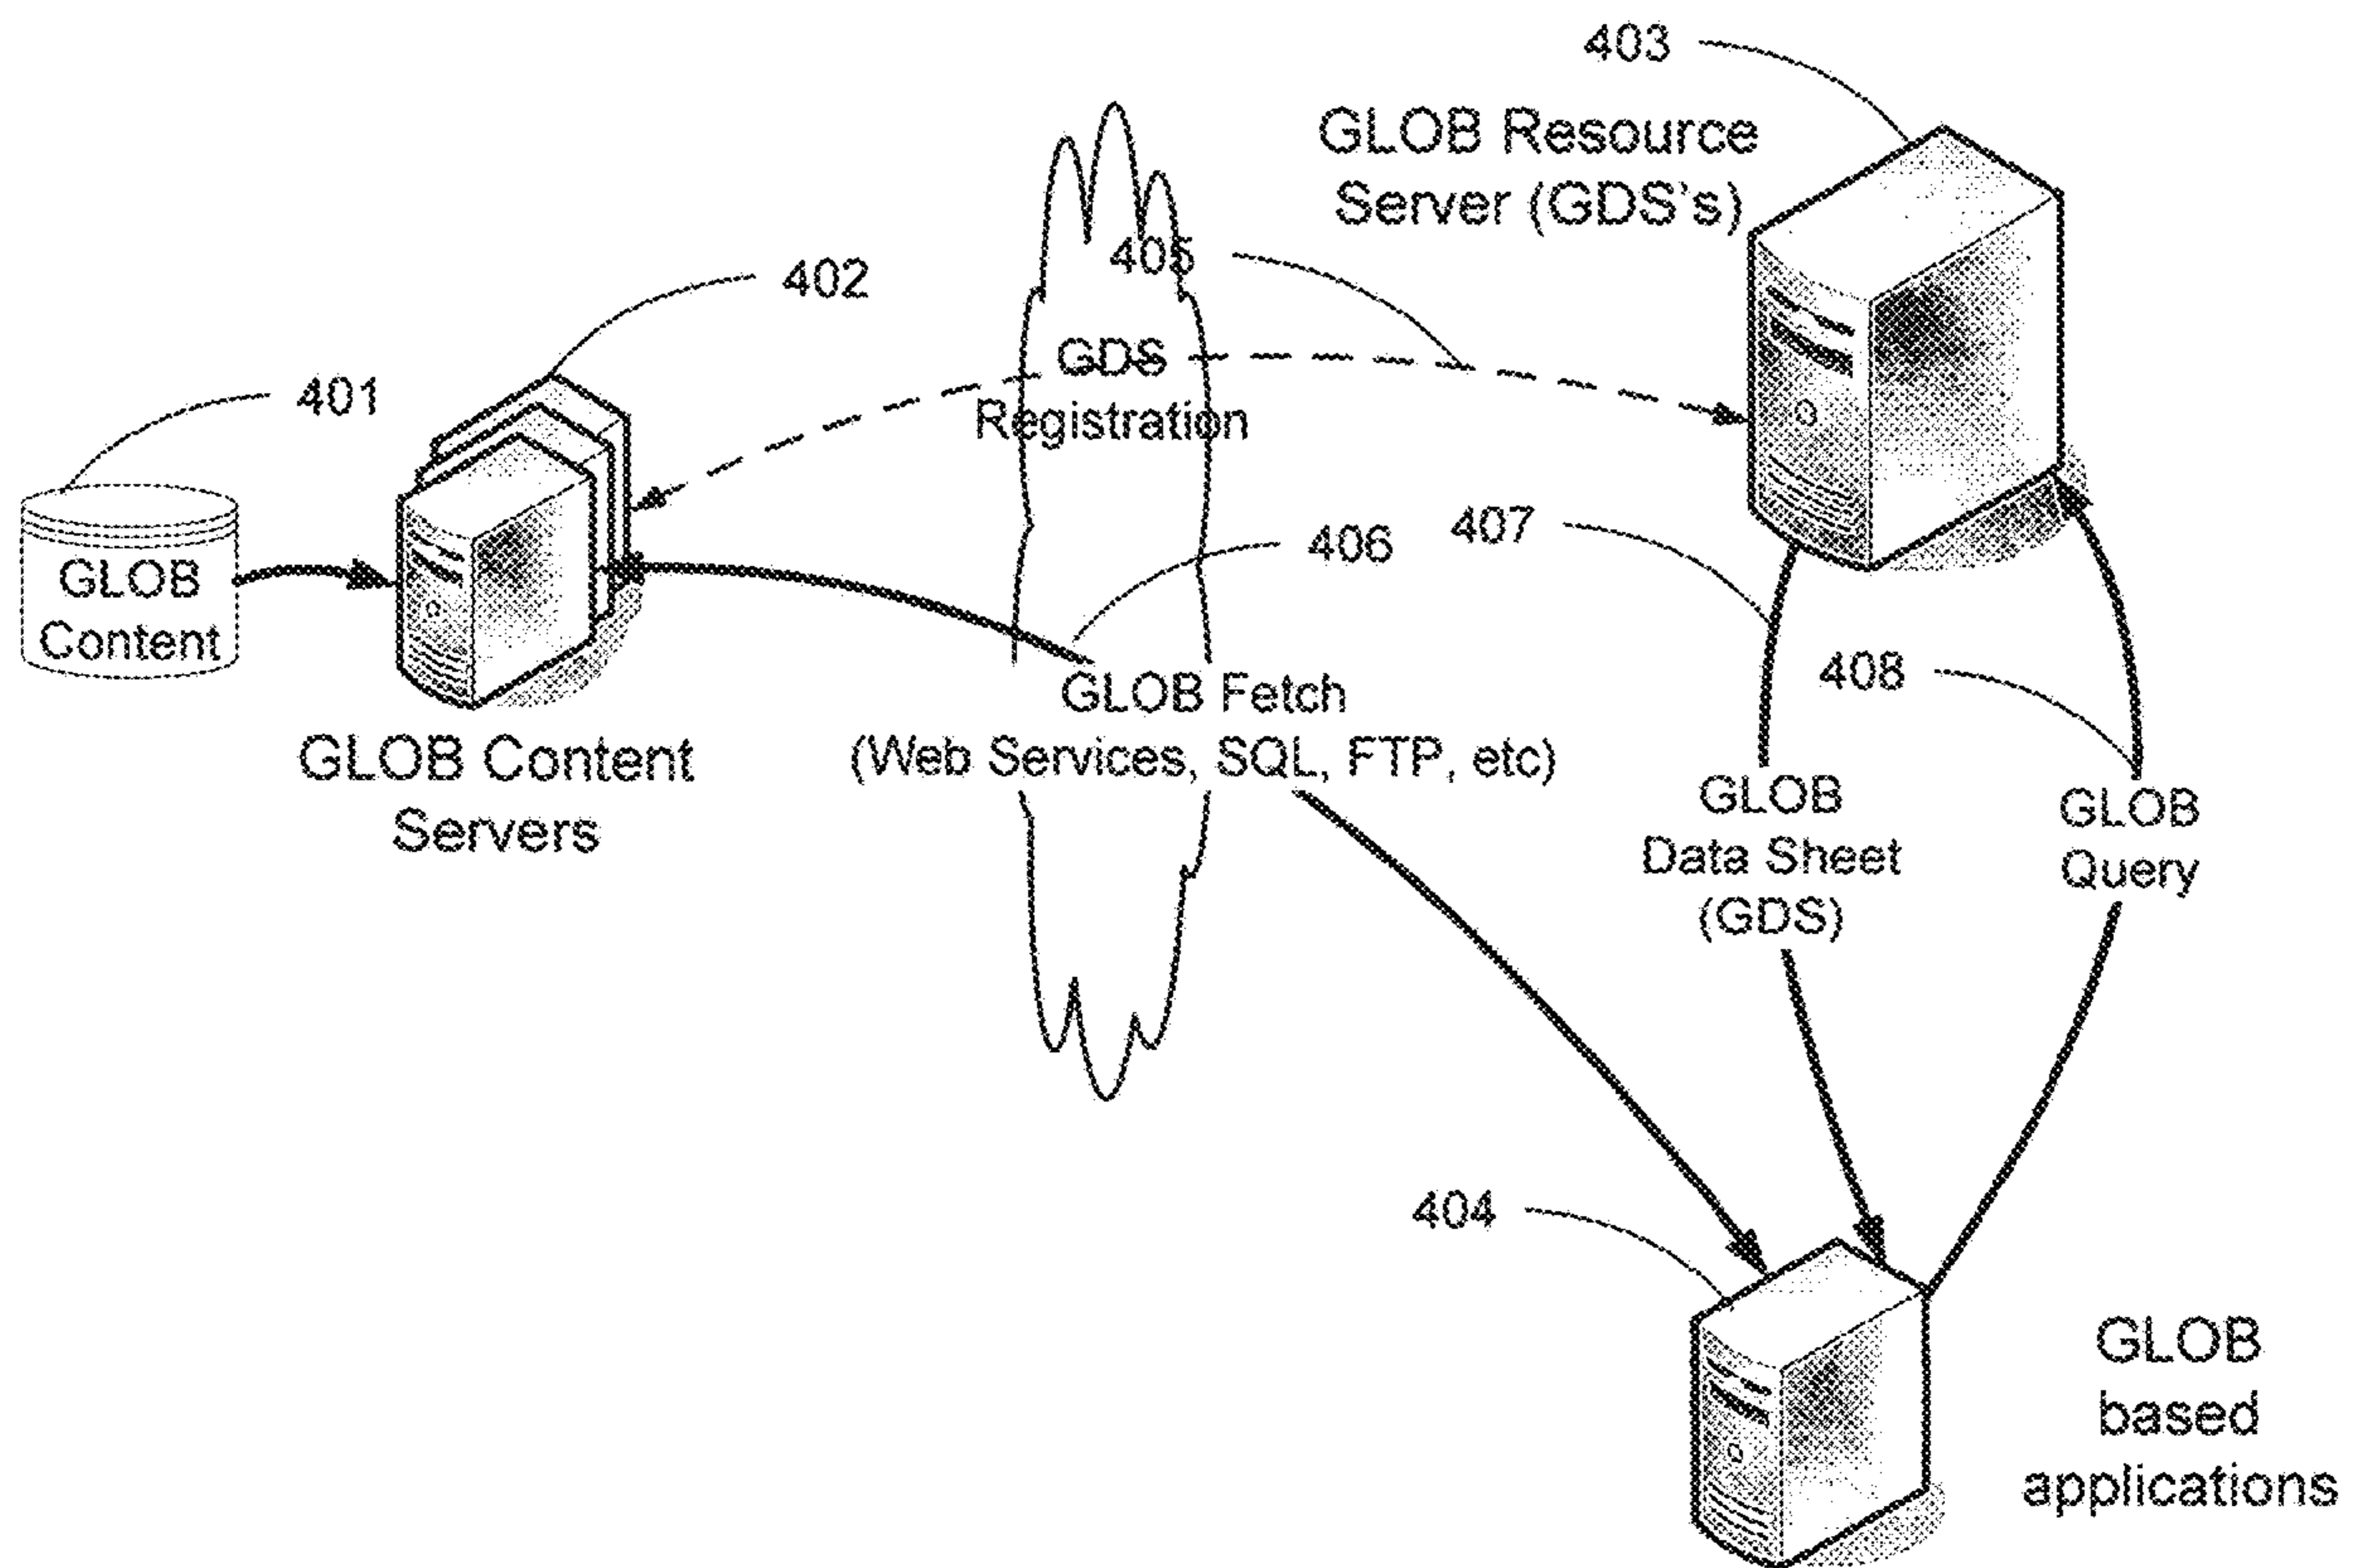 403
GLOB Resource
Server (GDS's)
405
402
GDS
Registration
401
GLOB
Content
GLOB Content
Servers
406
407
408
GLOB Fetch
(Web Services, SQL, FTP, etc)
GLOB
Data Sheet
(GDS)
GLOB
Query
404
GLOB
based
applications